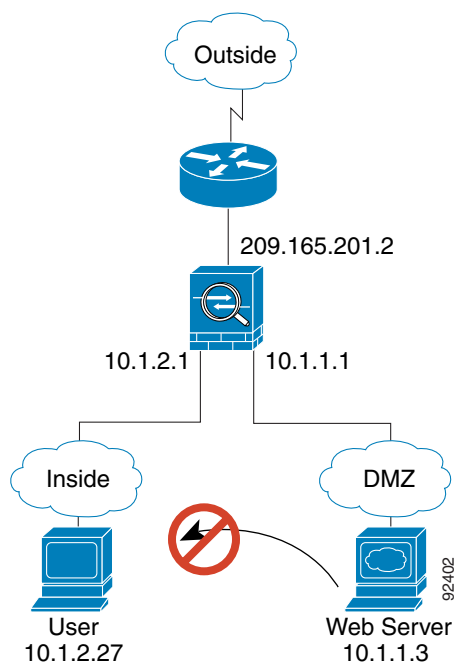 Outside
209.165.201.2
10.1.2.1
10.1.1.1
Inside
DMZ
User
10.1.2.27
Web Server
10.1.1.3
92402